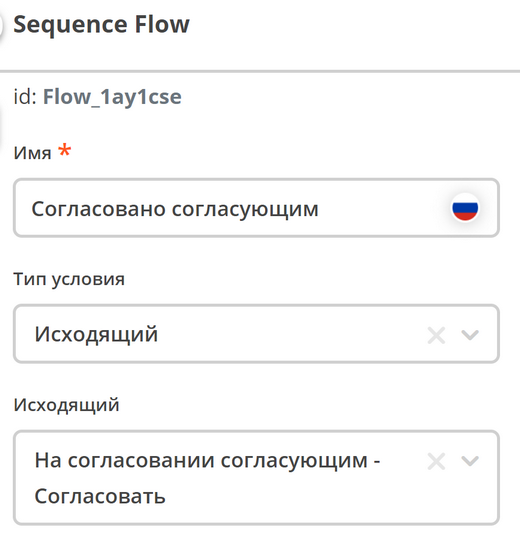 Sequence Flow
id: Flow_1ay1cse
Имя *
Согласовано согласующим
Тип условия
Исходящий
Исходящий
На согласовании согласующим -
Согласовать